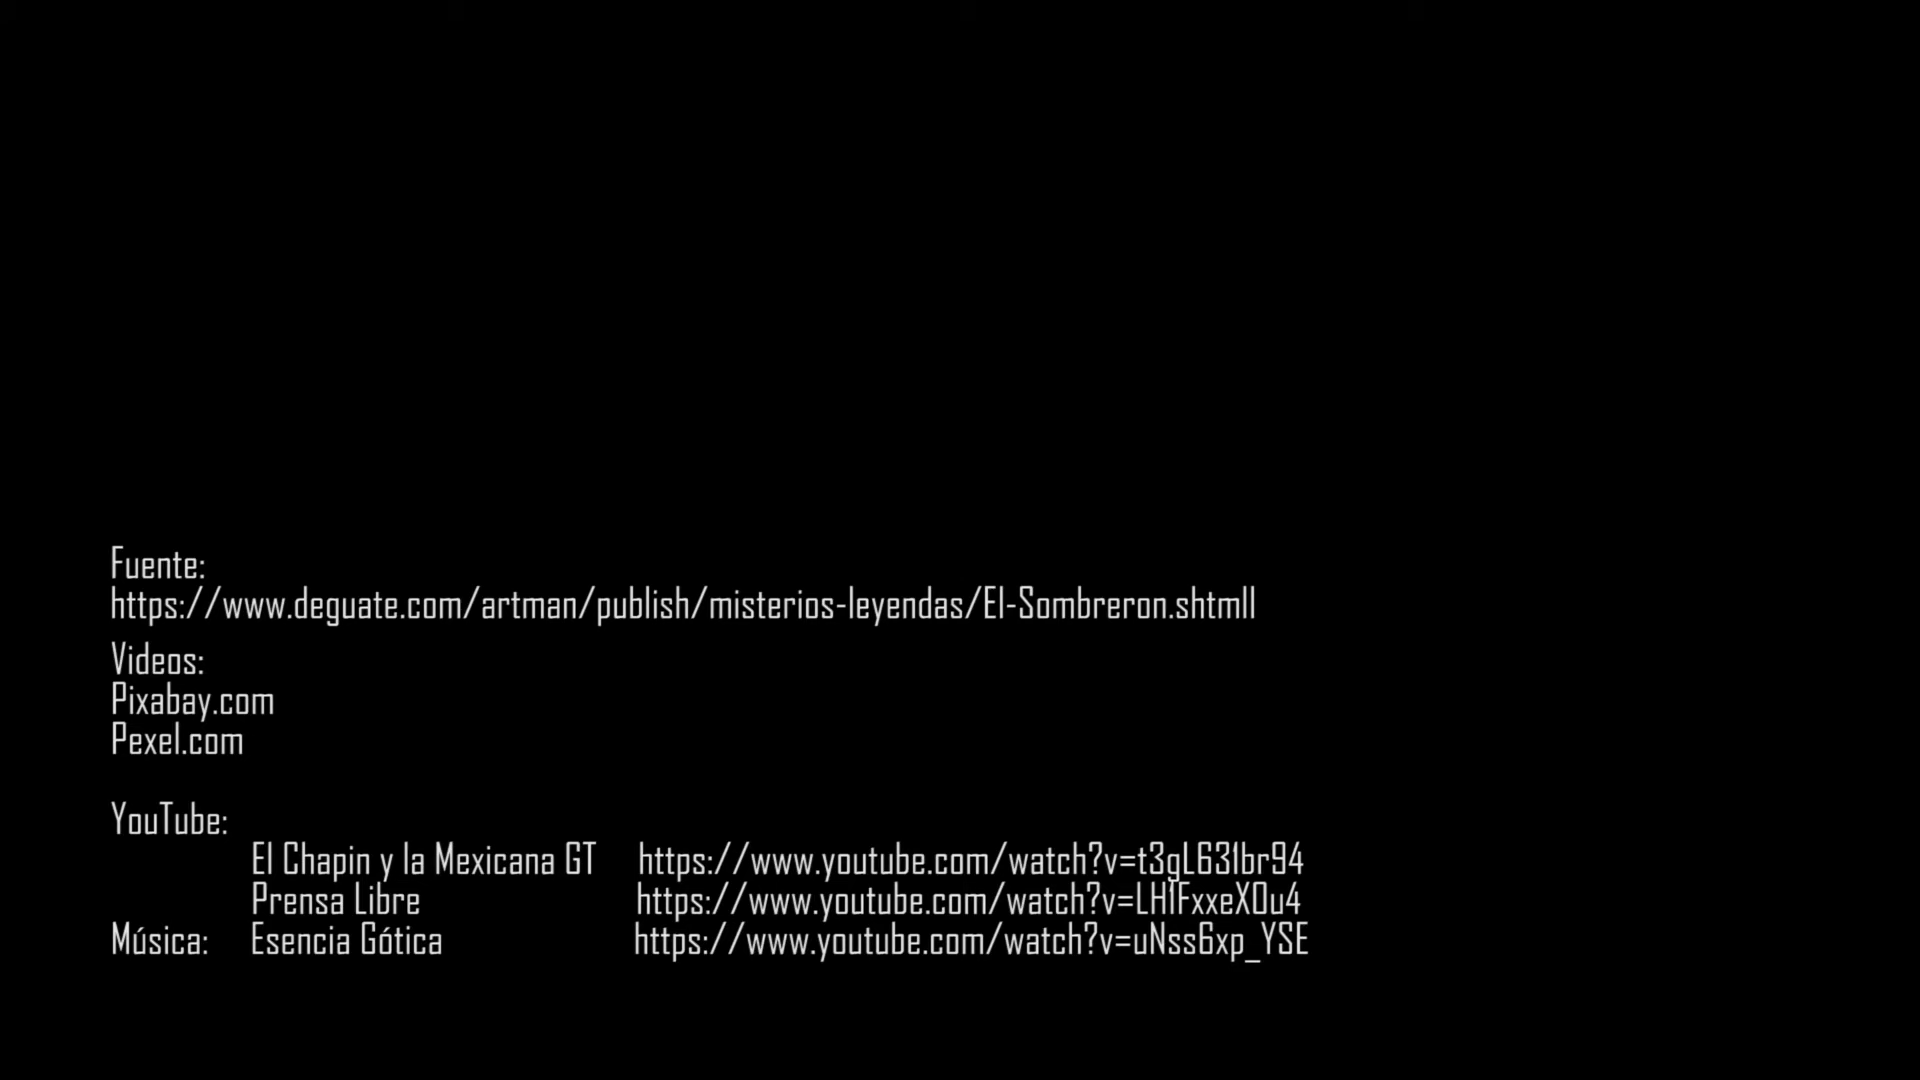 Fuente:
https://www.deguate.com/artman/publish/misterios-leyendas/El-Sombreron.shtmll
Videos:
Pixabay.com
Pexel.com
YouTube:
El Chapin y la Mexicana GT https://www.youtube.com/watch?v=t3gL631br94
Prensa Libre https://www.youtube.com/watch?v=LH1FxxeX0u4
Música: Esencia Gótica https://www.youtube.com/watch?v=uNss6xp_YSE